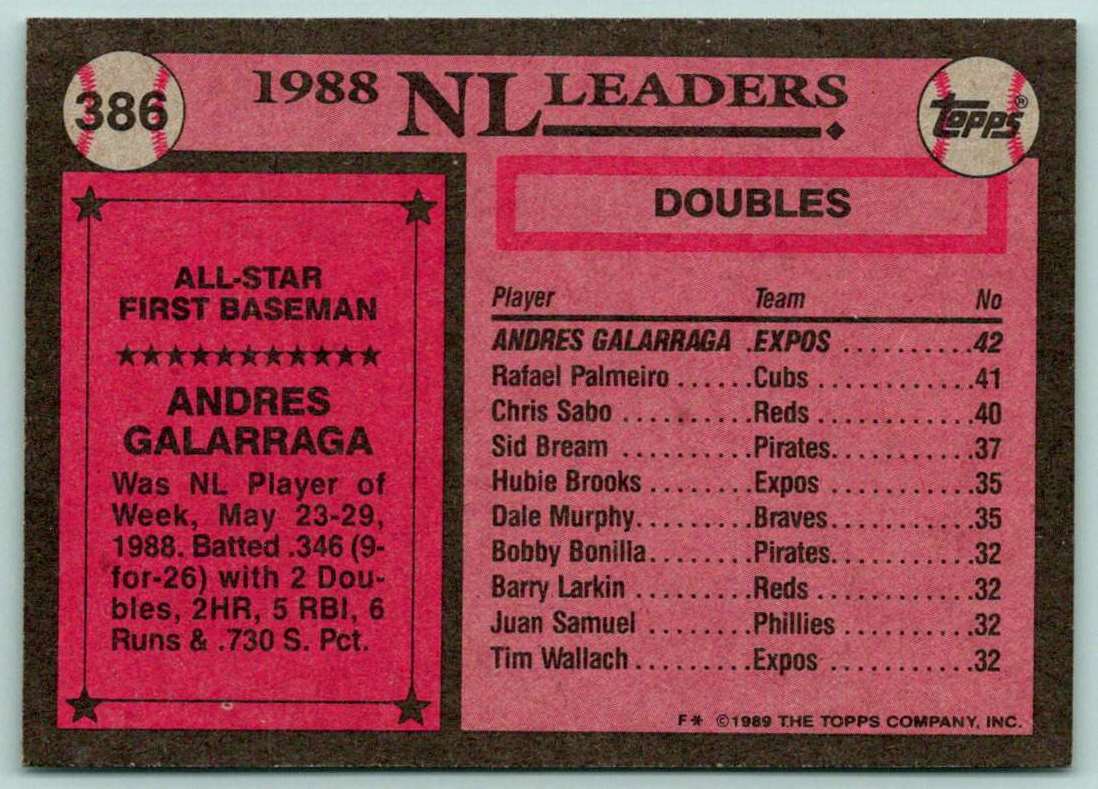 386
1988 NL LEADERS
Topps®
ALL-STAR
FIRST BASEMAN
★★★★★★★★★★★
ANDRES
GALARRAGA
Was NL Player of
Week, May 23-29,
1988. Batted .346 (9-
for-26) with 2 Dou-
bles, 2HR, 5 RBI, 6
Runs & .730 S. Pct.
DOUBLES
Player Team No
ANDRES GALARRAGA .EXPOS ..........42
Rafael Palmeiro ......Cubs ............41
Chris Sabo ..........Reds ............40
Sid Bream ..........Pirates..........37
Hubie Brooks ........Expos ..........35
Dale Murphy.........Braves..........35
Bobby Bonilla........Pirates..........32
Barry Larkin .........Reds ............32
Juan Samuel ........Phillies ..........32
Tim Wallach .........Expos ..........32
F* ©1989 THE TOPPS COMPANY, INC.